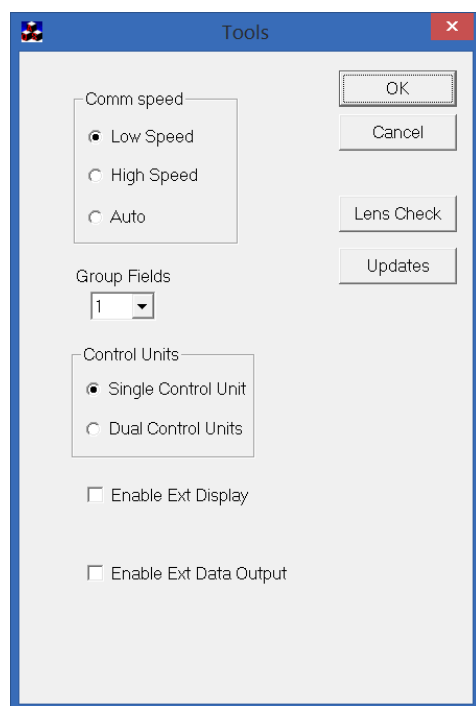 Tools
Comm speed
Low Speed
High Speed
Auto
OK
Cancel
Lens Check
Updates
Group Fields
1
Control Units
Single Control Unit
Dual Control Units
Enable Ext Display
Enable Ext Data Output